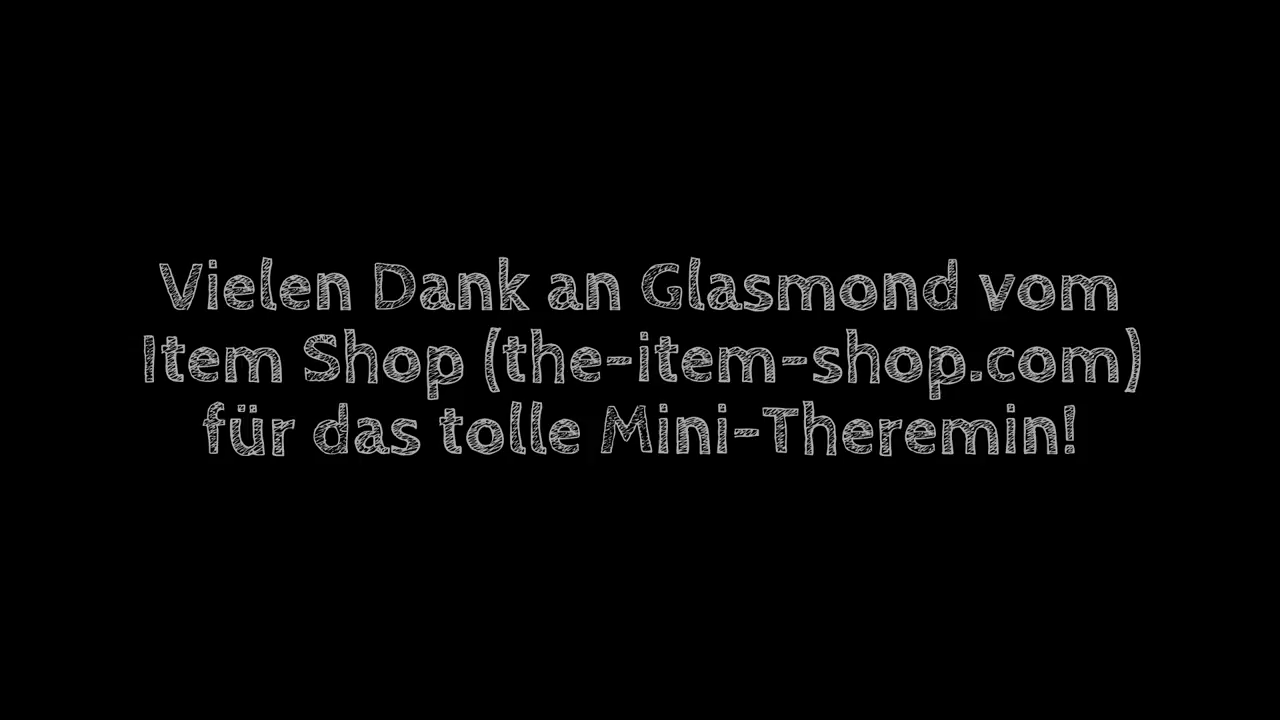 Vielen Dank an Glasmond vom
Item Shop (the-item-shop.com)
für das tolle Mini-Theremin!